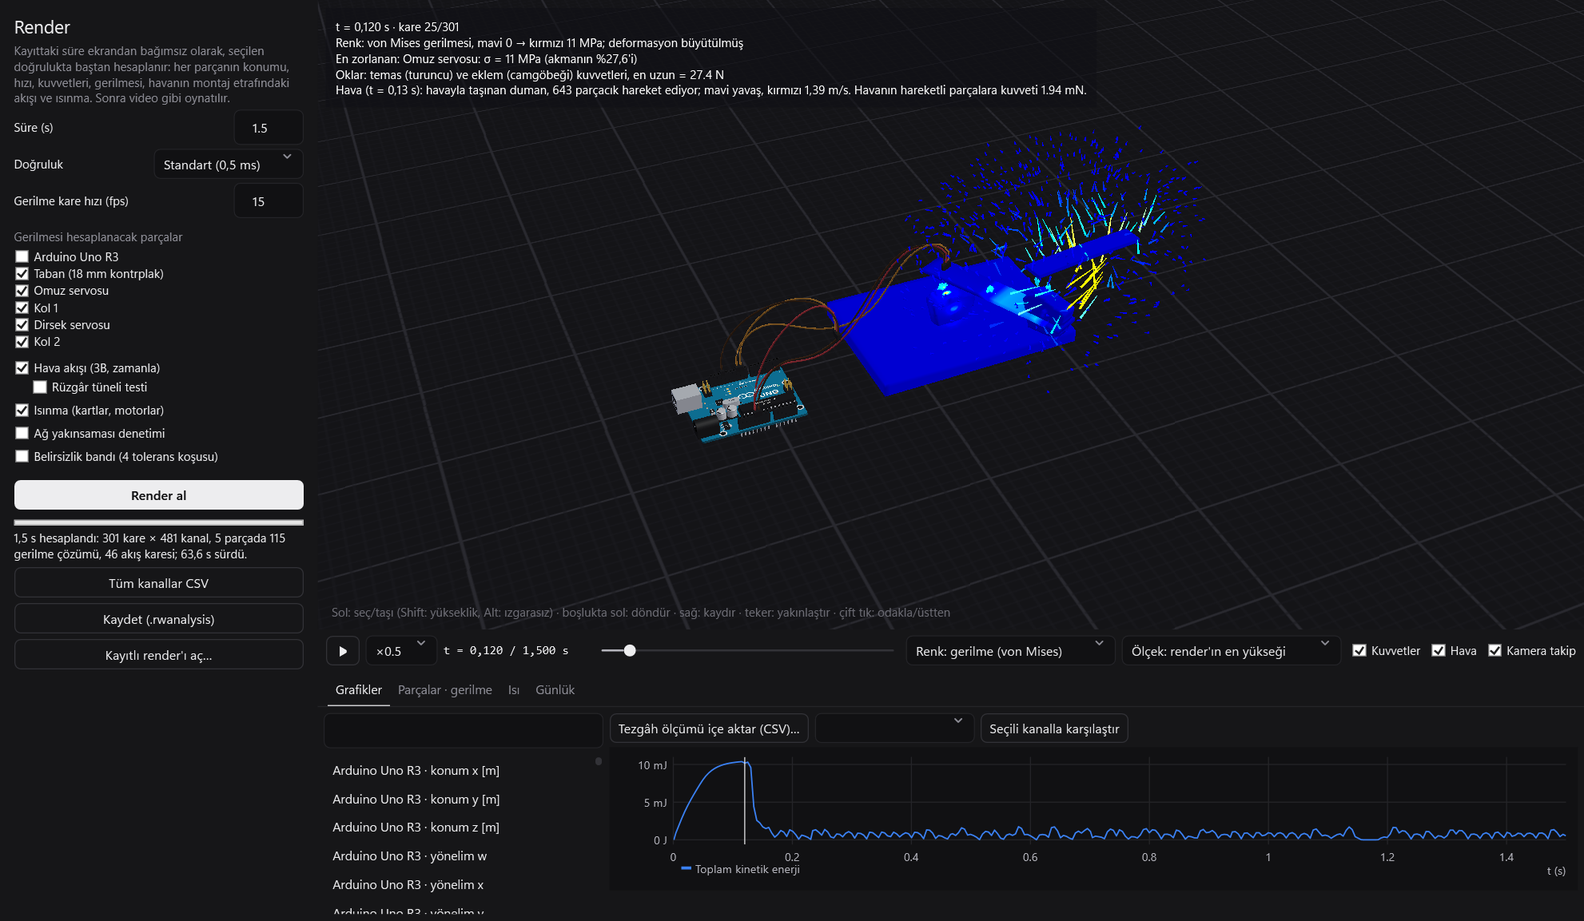 Render
Kayıttaki süre ekrandan bağımsız olarak, seçilen
doğrulukta baştan hesaplanır: her parçanın konumu,
hızı, kuvvetleri, gerilmesi, havanın montaj etrafındaki
akışı ve ısınma. Sonra video gibi oynatılır.
Süre (s)
1.5
Doğruluk
Standart (0,5 ms)
Gerilme kare hızı (fps)
15
Gerilmesi hesaplanacak parçalar
Arduino Uno R3
Taban (18 mm kontrplak)
Omuz servosu
Kol 1
Dirsek servosu
Kol 2
Hava akışı (3B, zamanla)
Rüzgâr tüneli testi
Isınma (kartlar, motorlar)
Ağ yakınsaması denetimi
Belirsizlik bandı (4 tolerans koşusu)
Render al
1,5 s hesaplandı: 301 kare × 481 kanal, 5 parçada 115
gerilme çözümü, 46 akış karesi; 63,6 s sürdü.
Tüm kanallar CSV
Kaydet (.rwanalysis)
Kayıtlı render'ı aç...
t = 0,120 s · kare 25/301
Renk: von Mises gerilmesi, mavi 0 → kırmızı 11 MPa; deformasyon büyütülmüş
En zorlanan: Omuz servosu: σ = 11 MPa (akmanın %27,6'i)
Oklar: temas (turuncu) ve eklem (camgöbeği) kuvvetleri, en uzun = 27.4 N
Hava (t = 0,13 s): havayla taşınan duman, 643 parçacık hareket ediyor; mavi yavaş, kırmızı 1,39 m/s. Havanın hareketli parçalara kuvveti 1.94 mN.
UNO
Sol: seç/taşı (Shift: yükseklik, Alt: ızgarasız) · boşlukta sol: döndür · sağ: kaydır · teker: yakınlaştır · çift tık: odakla/üstten
×0.5
t = 0,120 / 1,500 s
Renk: gerilme (von Mises)
Ölçek: render'ın en yükseği
Kuvvetler
Hava
Kamera takip
Grafikler
Parçalar · gerilme
Isı
Günlük
Tezgâh ölçümü içe aktar (CSV)...
Seçili kanalla karşılaştır
Arduino Uno R3 · konum x [m]
Arduino Uno R3 · konum y [m]
Arduino Uno R3 · konum z [m]
Arduino Uno R3 · yönelim w
Arduino Uno R3 · yönelim x
Arduino Uno R3 · yönelim y
10 mJ
5 mJ
0 J
0
0.2
0.4
0.6
0.8
1
1.2
1.4
Toplam kinetik enerji
t (s)